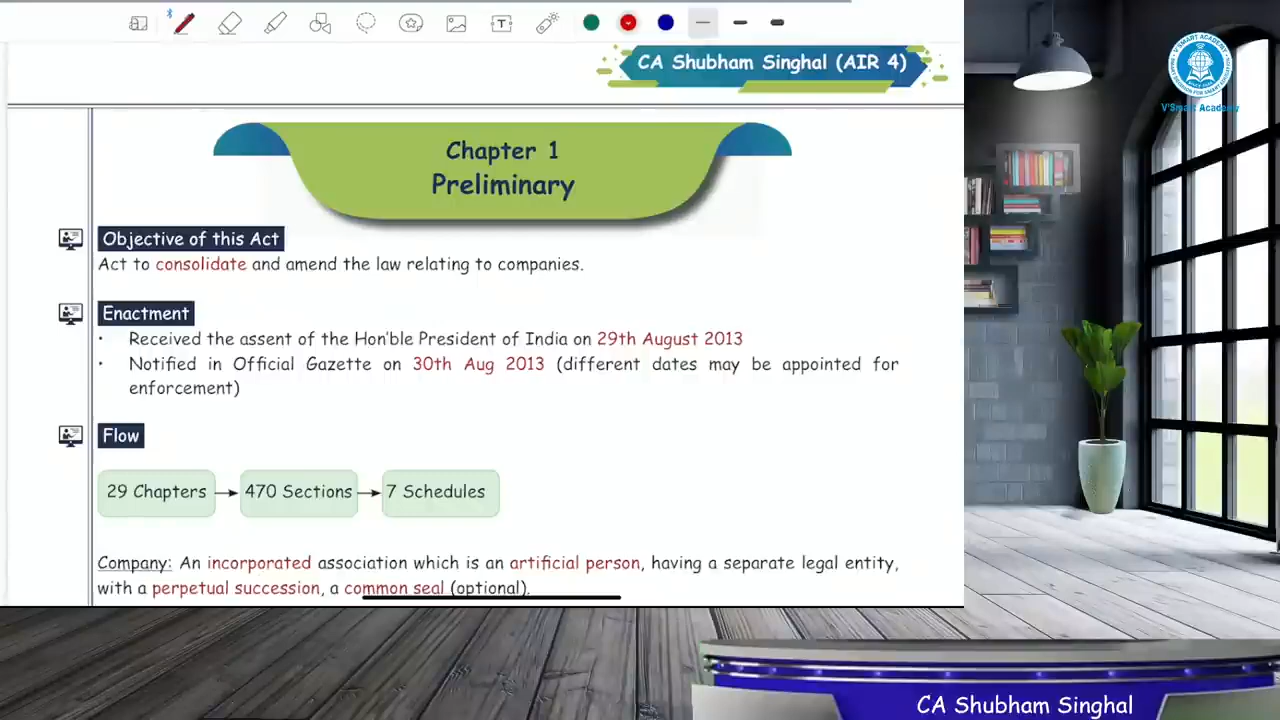 CA Shubham Singhal (AIR 4)
V'Smart Academy
Chapter 1
Preliminary
Objective of this Act
Act to consolidate and amend the law relating to companies.
Enactment
• Received the assent of the Hon'ble President of India on 29th August 2013
• Notified in Official Gazette on 30th Aug 2013 (different dates may be appointed for
enforcement)
Flow
29 Chapters
470 Sections
7 Schedules
Company: An incorporated association which is an artificial person, having a separate legal entity,
with a perpetual succession, a common seal (optional).
CA Shubham Singhal